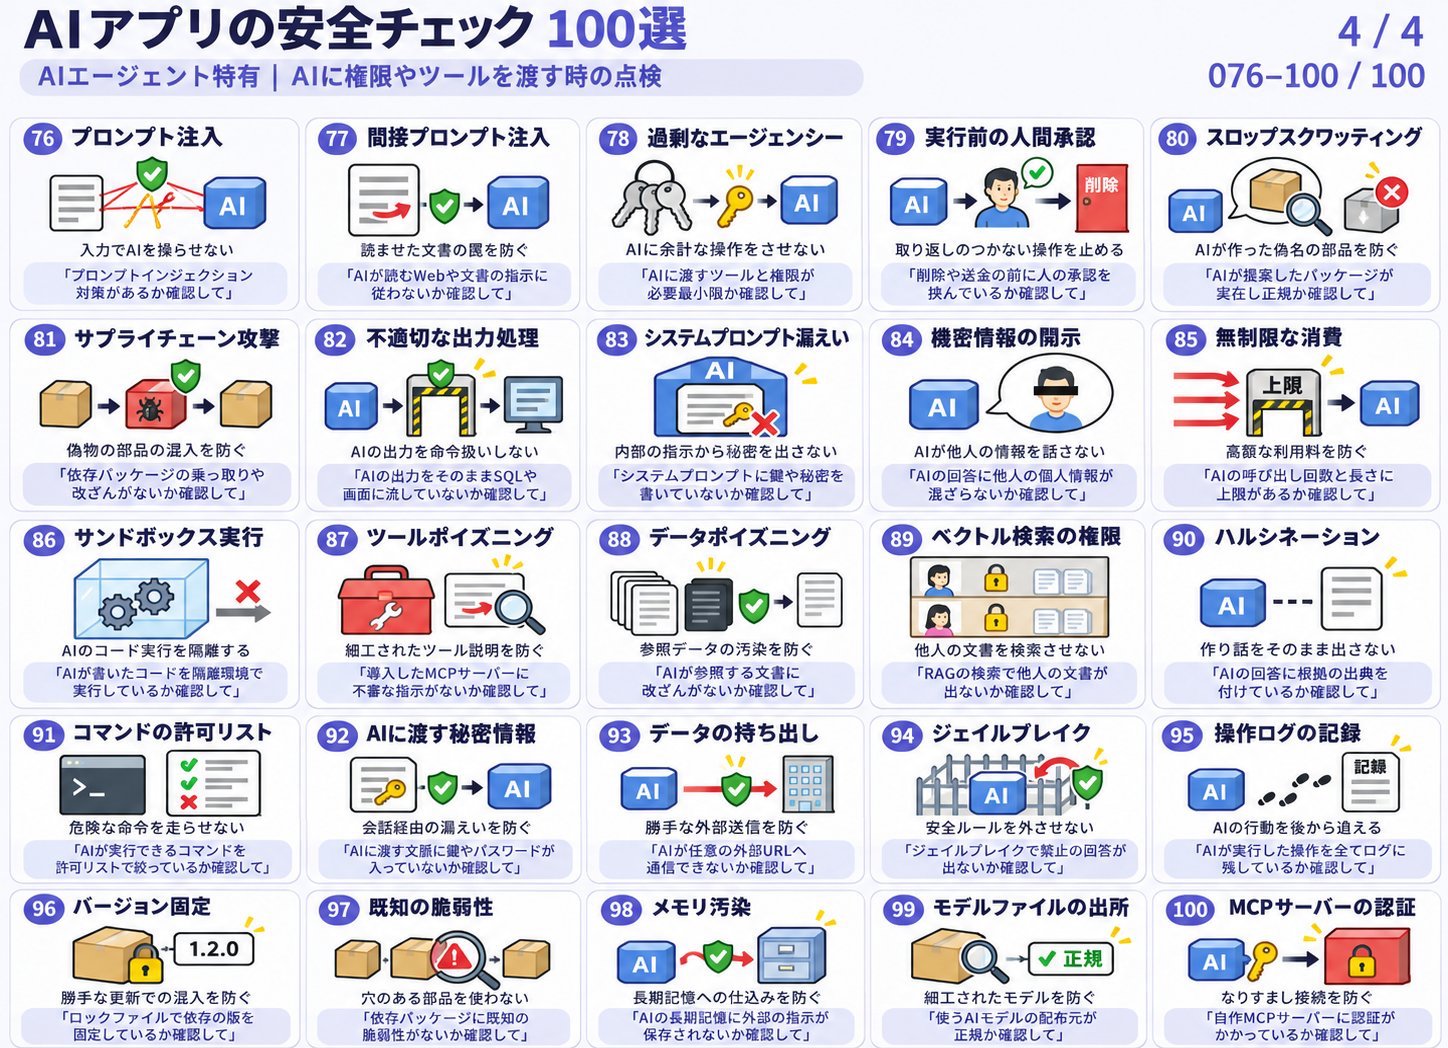 AIアプリの安全チェック 100選
4 / 4
AIエージェント特有 | AIに権限やツールを渡す時の点検
076–100 / 100
76 プロンプト注入
AI
入力でAIを操らせない
「プロンプトインジェクション
対策があるか確認して」
77 間接プロンプト注入
AI
読ませた文書の罠を防ぐ
「AIが読むWebや文書の指示に
従わないか確認して」
78 過剰なエージェンシー
AI
AIに余計な操作をさせない
「AIに渡すツールと権限が
必要最小限か確認して」
79 実行前の人間承認
AI
削除
取り返しのつかない操作を止める
「削除や送金の前に人の承認を
挟んでいるか確認して」
80 スロップスクワッティング
AI
AIが作った偽名の部品を防ぐ
「AIが提案したパッケージが
実在し正規か確認して」
81 サプライチェーン攻撃
偽物の部品の混入を防ぐ
「依存パッケージの乗っ取りや
改ざんがないか確認して」
82 不適切な出力処理
AI
AIの出力を命令扱いしない
「AIの出力をそのままSQLや
画面に流していないか確認して」
83 システムプロンプト漏えい
AI
内部の指示から秘密を出さない
「システムプロンプトに鍵や秘密を
書いていないか確認して」
84 機密情報の開示
AI
AIが他人の情報を話さない
「AIの回答に他人の個人情報が
混ざらないか確認して」
85 無制限な消費
上限
AI
高額な利用料を防ぐ
「AIの呼び出し回数と長さに
上限があるか確認して」
86 サンドボックス実行
AIのコード実行を隔離する
「AIが書いたコードを隔離環境で
実行しているか確認して」
87 ツールポイズニング
細工されたツール説明を防ぐ
「導入したMCPサーバーに
不審な指示がないか確認して」
88 データポイズニング
参照データの汚染を防ぐ
「AIが参照する文書に
改ざんがないか確認して」
89 ベクトル検索の権限
他人の文書を検索させない
「RAGの検索で他人の文書が
出ないか確認して」
90 ハルシネーション
AI
作り話をそのまま出さない
「AIの回答に根拠の出典を
付けているか確認して」
91 コマンドの許可リスト
>_
危険な命令を走らせない
「AIが実行できるコマンドを
許可リストで絞っているか確認して」
92 AIに渡す秘密情報
AI
会話経由の漏えいを防ぐ
「AIに渡す文脈に鍵やパスワードが
入っていないか確認して」
93 データの持ち出し
AI
勝手な外部送信を防ぐ
「AIが任意の外部URLへ
通信できないか確認して」
94 ジェイルブレイク
AI
安全ルールを外させない
「ジェイルブレイクで禁止の回答が
出ないか確認して」
95 操作ログの記録
AI
記録
AIの行動を後から追える
「AIが実行した操作を全てログに
残しているか確認して」
96 バージョン固定
1.2.0
勝手な更新での混入を防ぐ
「ロックファイルで依存の版を
固定しているか確認して」
97 既知の脆弱性
穴のある部品を使わない
「依存パッケージに既知の
脆弱性がないか確認して」
98 メモリ汚染
AI
長期記憶への仕込みを防ぐ
「AIの長期記憶に外部の指示が
保存されないか確認して」
99 モデルファイルの出所
正規
細工されたモデルを防ぐ
「使うAIモデルの配布元が
正規か確認して」
100 MCPサーバーの認証
AI
なりすまし接続を防ぐ
「自作MCPサーバーに認証が
かかっているか確認して」